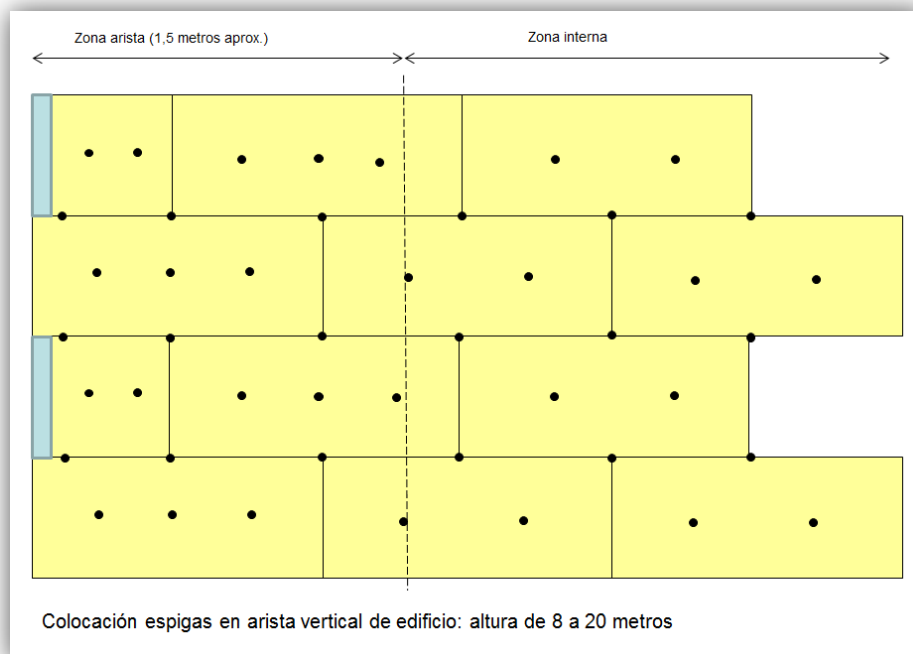 Zona arista (1,5 metros aprox.)
Zona interna
Colocación espigas en arista vertical de edificio: altura de 8 a 20 metros